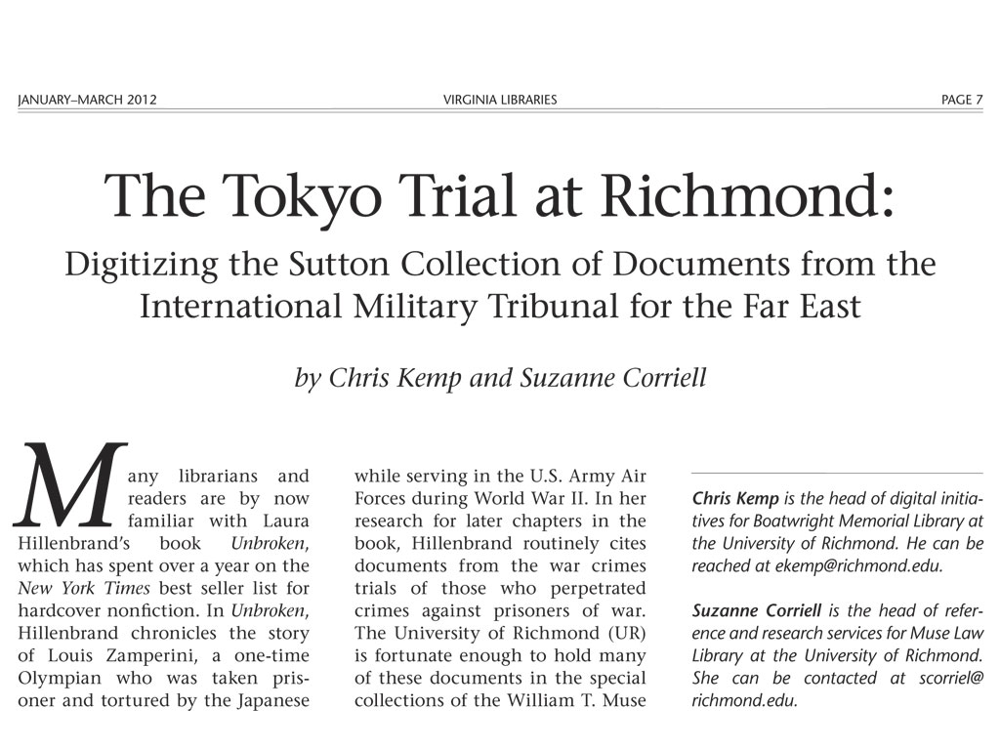 JANUARY–MARCH 2012 VIRGINIA LIBRARIES PAGE 7
The Tokyo Trial at Richmond:
Digitizing the Sutton Collection of Documents from the
International Military Tribunal for the Far East
by Chris Kemp and Suzanne Corriell
Many librarians and
readers are by now
familiar with Laura
Hillenbrand’s book Unbroken,
which has spent over a year on the
New York Times best seller list for
hardcover nonfiction. In Unbroken,
Hillenbrand chronicles the story
of Louis Zamperini, a one-time
Olympian who was taken pris-
oner and tortured by the Japanese
while serving in the U.S. Army Air
Forces during World War II. In her
research for later chapters in the
book, Hillenbrand routinely cites
documents from the war crimes
trials of those who perpetrated
crimes against prisoners of war.
The University of Richmond (UR)
is fortunate enough to hold many
of these documents in the special
collections of the William T. Muse
Chris Kemp is the head of digital initia-
tives for Boatwright Memorial Library at
the University of Richmond. He can be
reached at ekemp@richmond.edu.
Suzanne Corriell is the head of refer-
ence and research services for Muse Law
Library at the University of Richmond.
She can be contacted at scorriel@
richmond.edu.